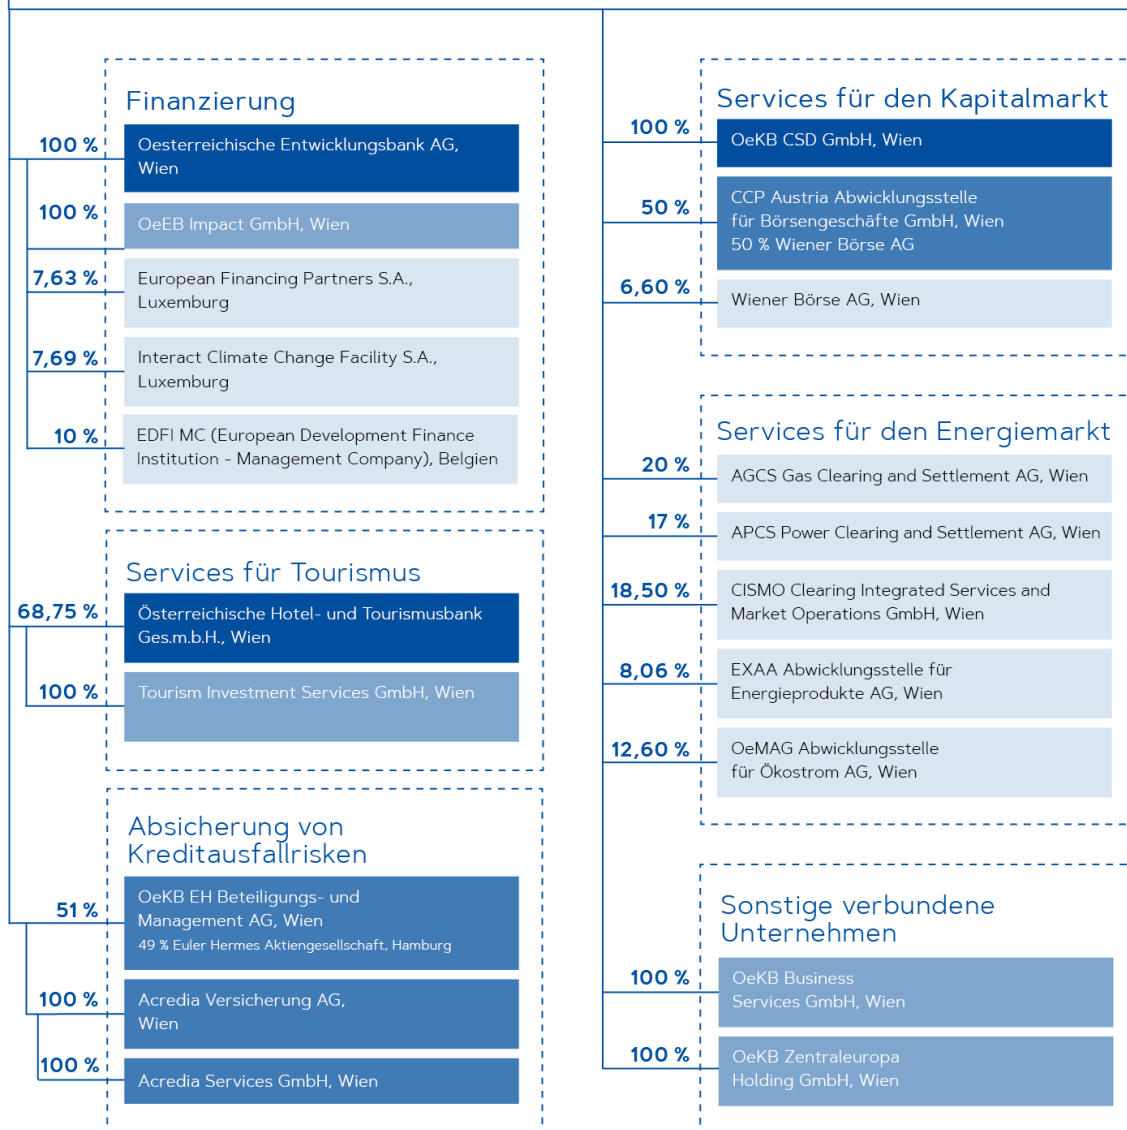 Finanzierung
100 %
Oesterreichische Entwicklungsbank AG,
Wien
100 %
OeEB Impact GmbH, Wien
7,63 %
European Financing Partners S.A.,
Luxemburg
7,69 %
Interact Climate Change Facility S.A.,
Luxemburg
10 %
EDFI MC (European Development Finance
Institution - Management Company), Belgien
Services für Tourismus
68,75 %
Österreichische Hotel- und Tourismusbank
Ges.m.b.H., Wien
100 %
Tourism Investment Services GmbH, Wien
Absicherung von
Kreditausfallrisken
51 %
OeKB EH Beteiligungs- und
Management AG, Wien
49 % Euler Hermes Aktiengesellschaft, Hamburg
100 %
Acredia Versicherung AG,
Wien
100 %
Acredia Services GmbH, Wien
Services für den Kapitalmarkt
100 %
OeKB CSD GmbH, Wien
50 %
CCP Austria Abwicklungsstelle
für Börsengeschäfte GmbH, Wien
50 % Wiener Börse AG
6,60 %
Wiener Börse AG, Wien
Services für den Energiemarkt
20 %
AGCS Gas Clearing and Settlement AG, Wien
17 %
APCS Power Clearing and Settlement AG, Wien
18,50 %
CISMO Clearing Integrated Services and
Market Operations GmbH, Wien
8,06 %
EXAA Abwicklungsstelle für
Energieprodukte AG, Wien
12,60 %
OeMAG Abwicklungsstelle
für Ökostrom AG, Wien
Sonstige verbundene
Unternehmen
100 %
OeKB Business
Services GmbH, Wien
100 %
OeKB Zentraleuropa
Holding GmbH, Wien